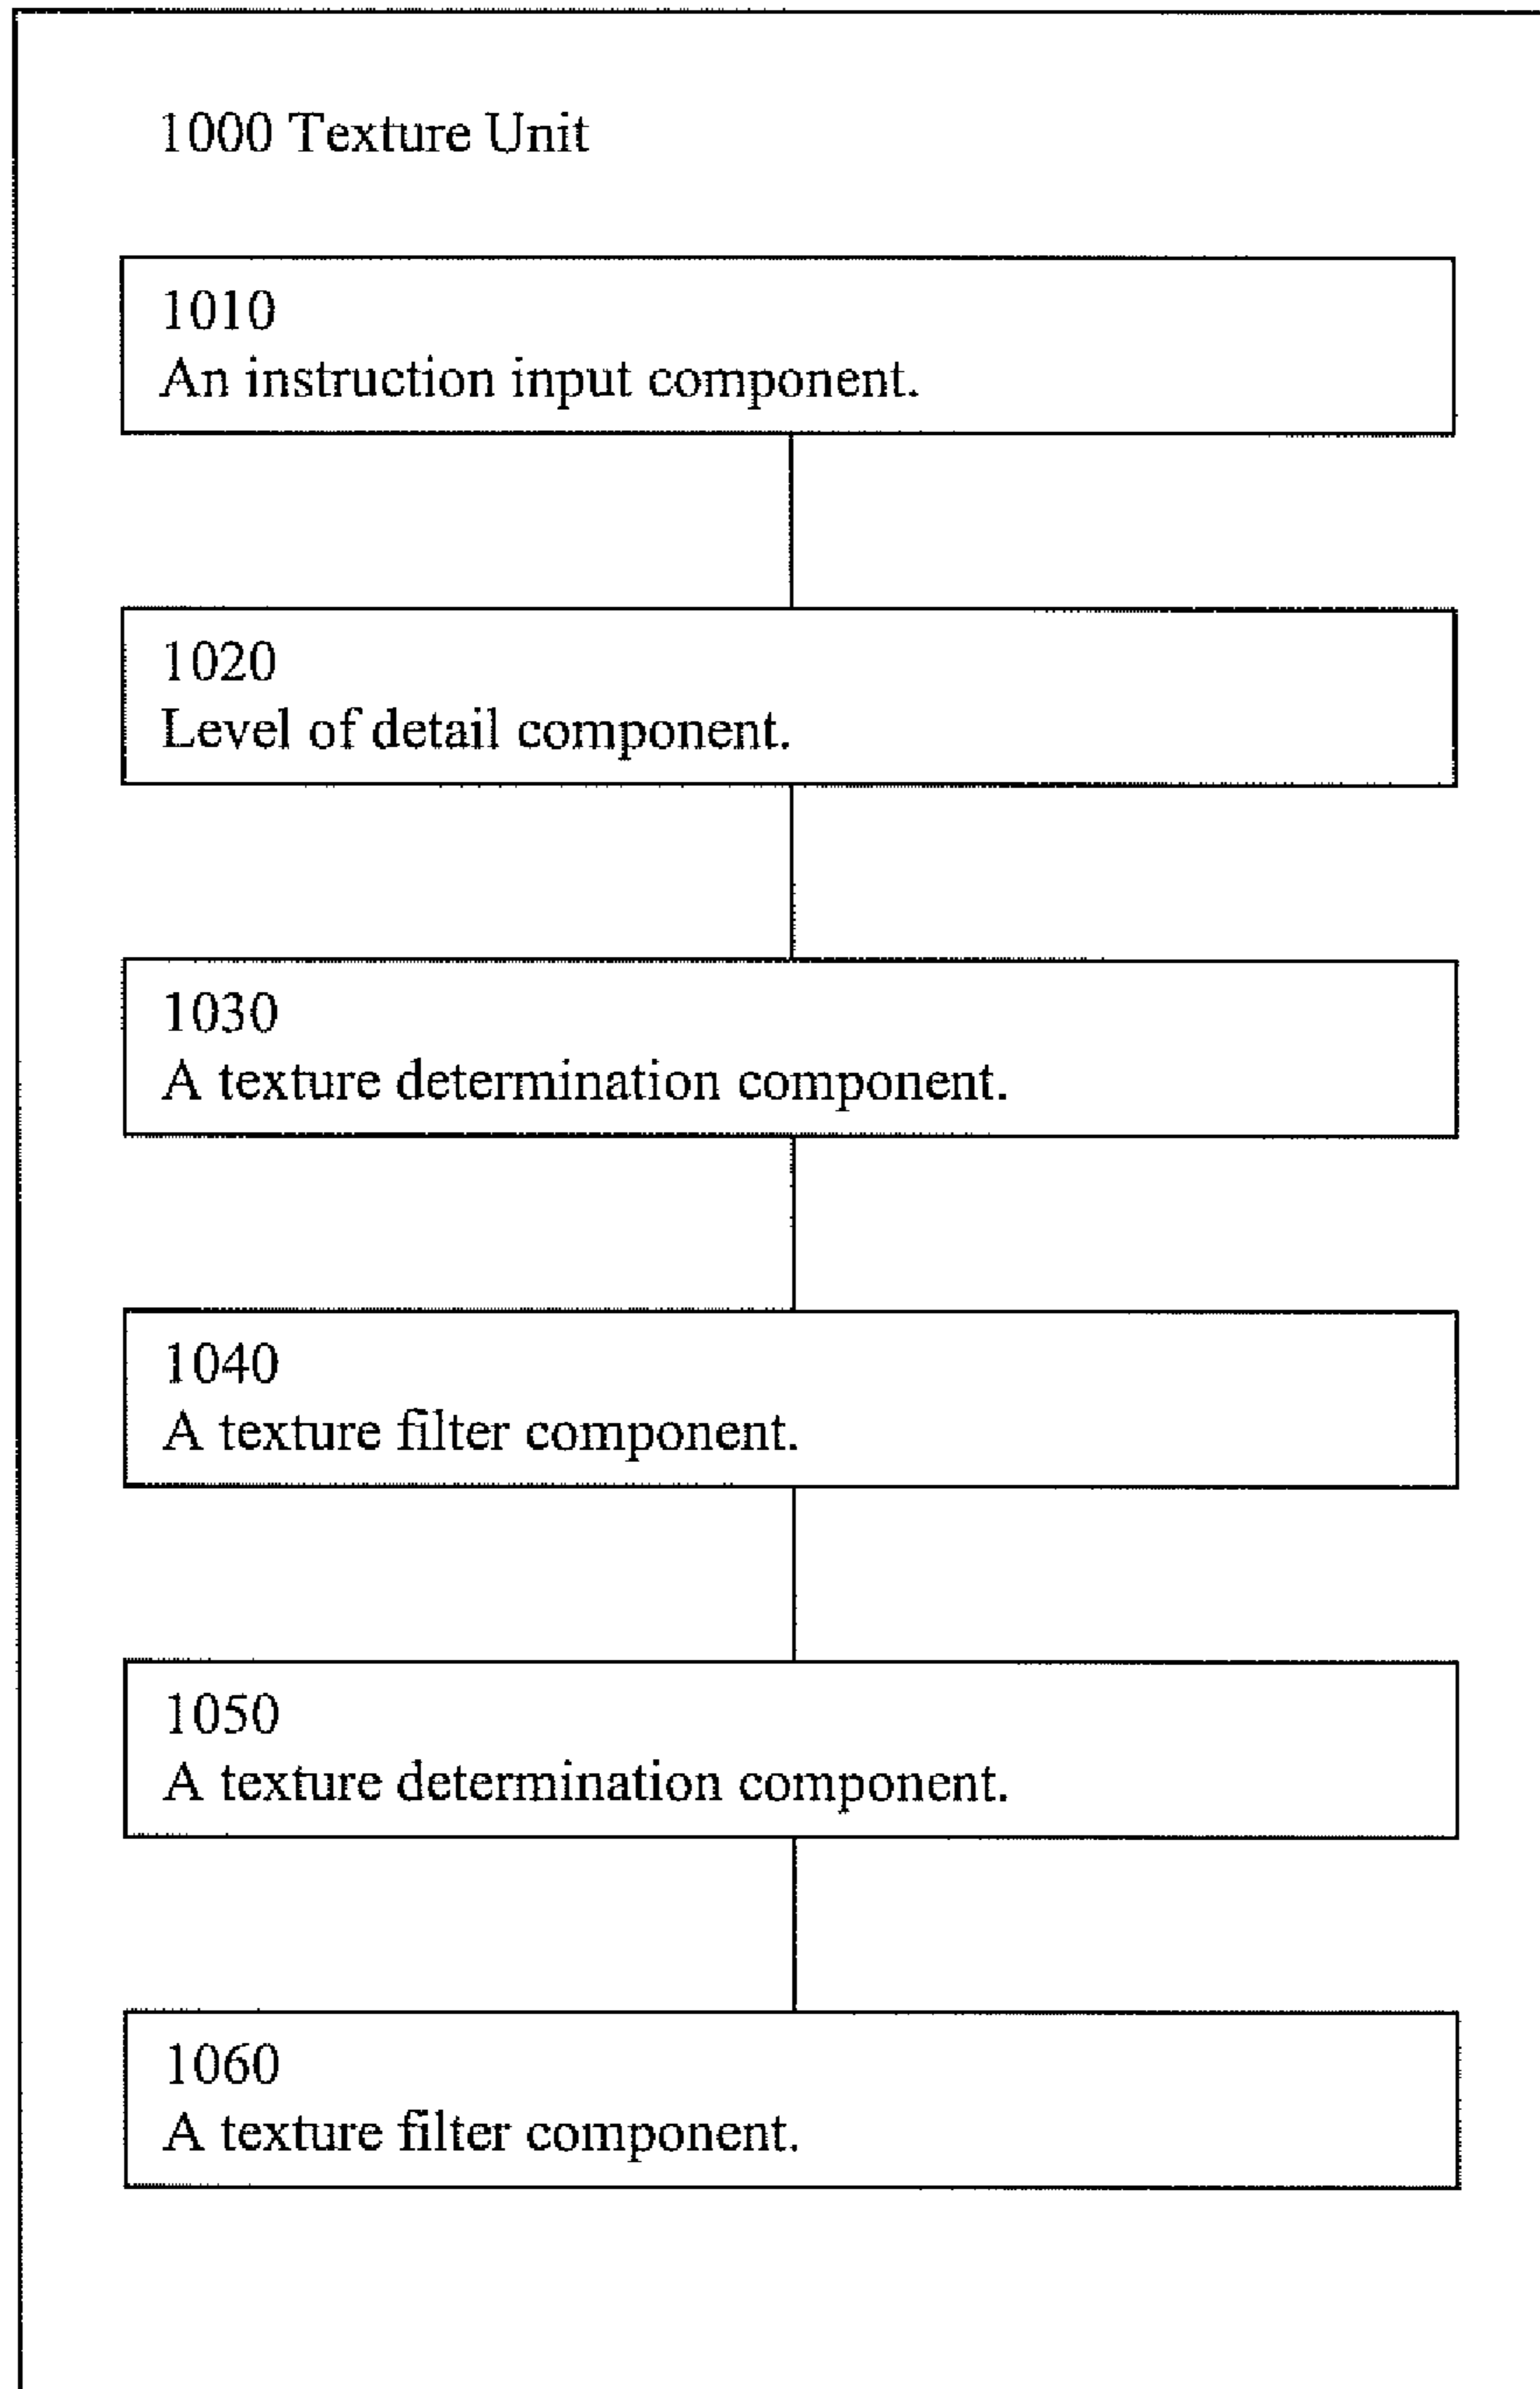 1000 Texture Unit
1010
An instruction input component.
1020
Level of detail component.
1030
A texture determination component.
1040
A texture filter component.
1050
A texture determination component.
1060
A texture filter component.